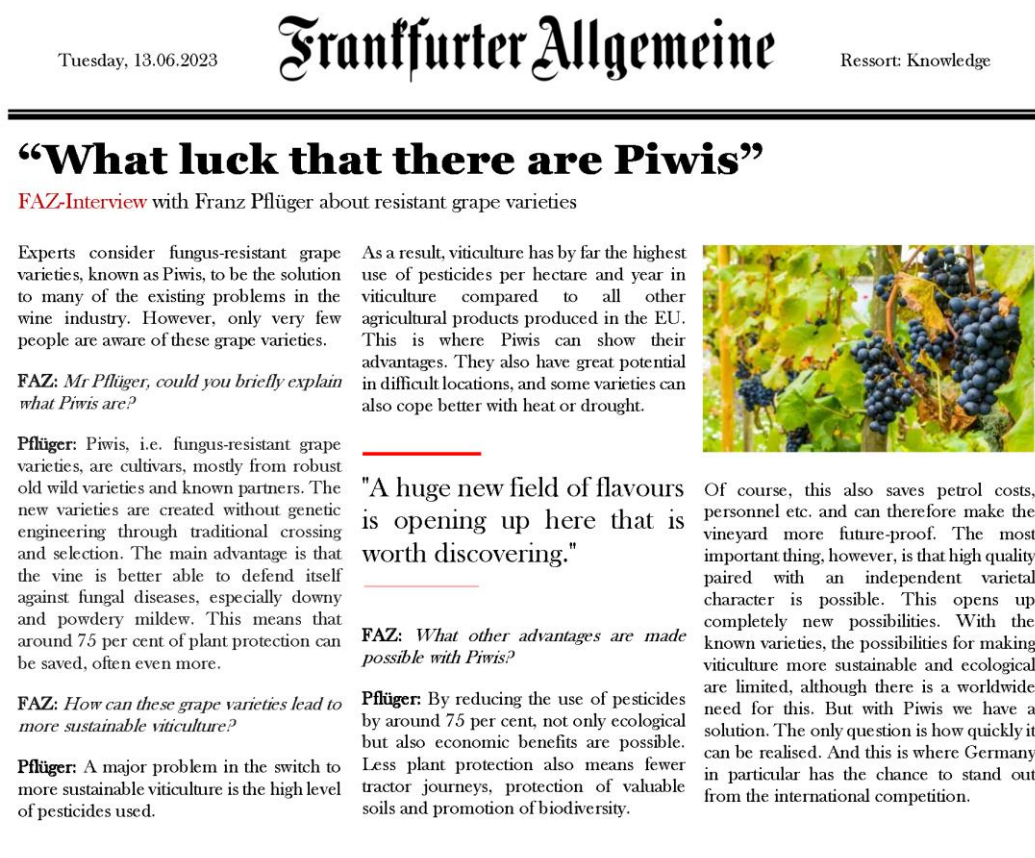 Tuesday, 13.06.2023
Frankfurter Allgemeine
Ressort: Knowledge
“What luck that there are Piwis”
FAZ-Interview with Franz Pflüger about resistant grape varieties
Experts consider fungus-resistant grape
varieties, known as Piwis, to be the solution
to many of the existing problems in the
wine industry. However, only very few
people are aware of these grape varieties.
FAZ: Mr Pflüger, could you briefly explain
what Piwis are?
Pflüger: Piwis, i.e. fungus-resistant grape
varieties, are cultivars, mostly from robust
old wild varieties and known partners. The
new varieties are created without genetic
engineering through traditional crossing
and selection. The main advantage is that
the vine is better able to defend itself
against fungal diseases, especially downy
and powdery mildew. This means that
around 75 per cent of plant protection can
be saved, often even more.
FAZ: How can these grape varieties lead to
more sustainable viticulture?
Pflüger: A major problem in the switch to
more sustainable viticulture is the high level
of pesticides used.
As a result, viticulture has by far the highest
use of pesticides per hectare and year in
viticulture compared to all other
agricultural products produced in the EU.
This is where Piwis can show their
advantages. They also have great potential
in difficult locations, and some varieties can
also cope better with heat or drought.
"A huge new field of flavours
is opening up here that is
worth discovering."
FAZ: What other advantages are made
possible with Piwis?
Pflüger: By reducing the use of pesticides
by around 75 per cent, not only ecological
but also economic benefits are possible.
Less plant protection also means fewer
tractor journeys, protection of valuable
soils and promotion of biodiversity.
Of course, this also saves petrol costs,
personnel etc. and can therefore make the
vineyard more future-proof. The most
important thing, however, is that high quality
paired with an independent varietal
character is possible. This opens up
completely new possibilities. With the
known varieties, the possibilities for making
viticulture more sustainable and ecological
are limited, although there is a worldwide
need for this. But with Piwis we have a
solution. The only question is how quickly it
can be realised. And this is where Germany
in particular has the chance to stand out
from the international competition.